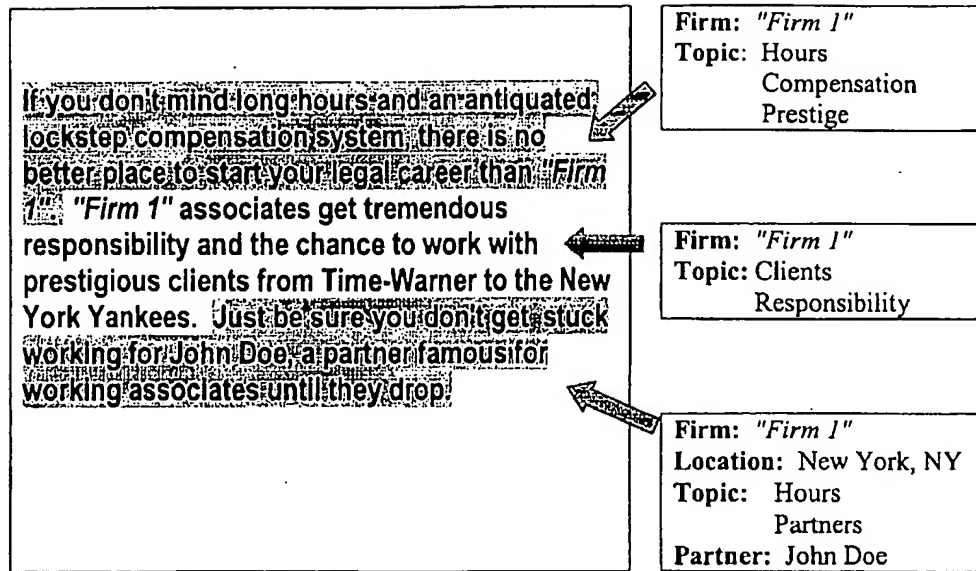 If you don't mind long hours and an antiquated
lockstep compensation system, there is no
better place to start your legal career than "Firm
1". "Firm 1" associates get tremendous
responsibility and the chance to work with
prestigious clients from Time-Warner to the New
York Yankees. Just be sure you don't get stuck
working for John Doe, a partner famous for
working associates until they drop.
Firm: "Firm 1"
Topic: Hours
Compensation
Prestige
Firm: "Firm 1"
Topic: Clients
Responsibility
Firm: "Firm 1"
Location: New York, NY
Topic: Hours
Partners
Partner: John Doe